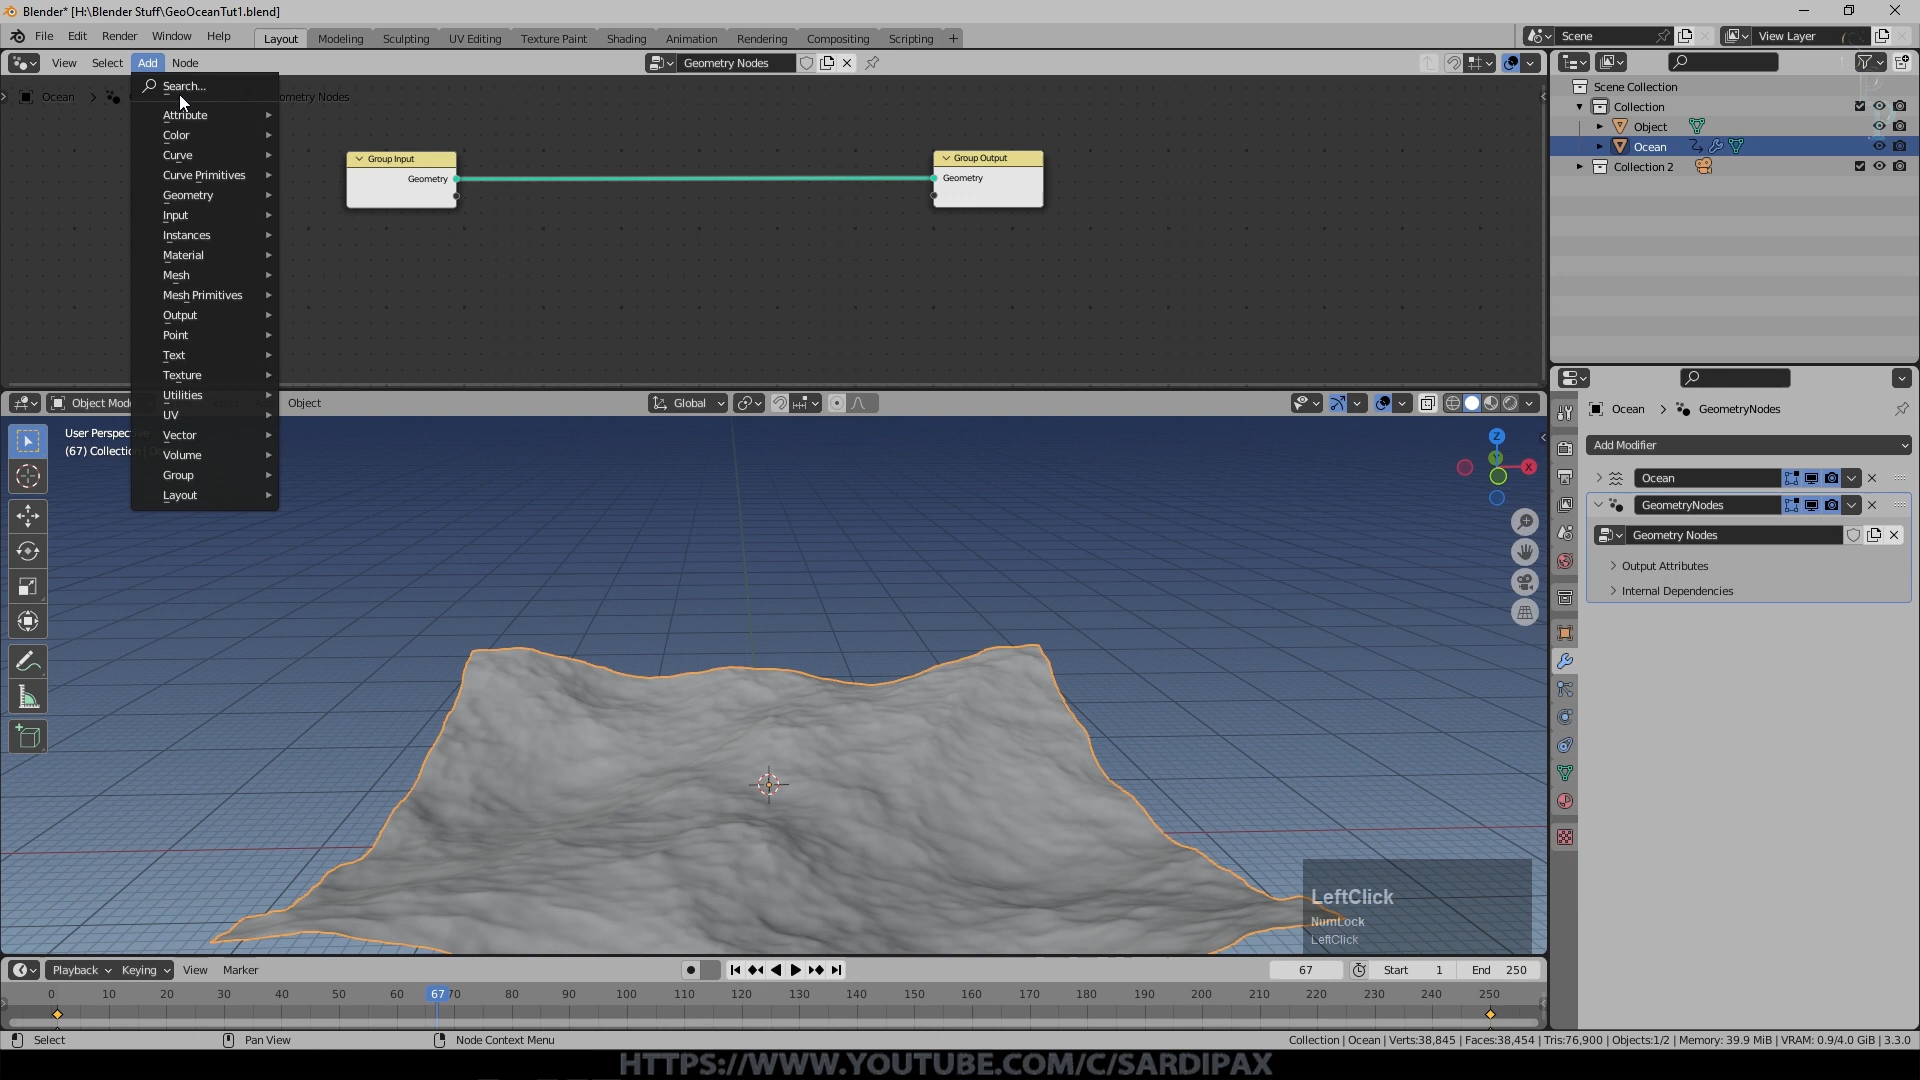 Blender* [H:\Blender Stuff\GeoOceanTut1.blend]
File Edit Render Window Help
Layout Modeling Sculpting UV Editing Texture Paint Shading Animation Rendering Compositing Scripting
Scene
View Layer
View Select Add Node
Geometry Nodes
Search...
Ocean
ometry Nodes
Attribute
Color
Curve
Curve Primitives
Geometry
Input
Instances
Material
Mesh
Mesh Primitives
Output
Point
Text
Texture
Utilities
UV
Vector
Volume
Group
Layout
Group Input
Geometry
Group Output
Geometry
Scene Collection
Collection
Object
Ocean
Collection 2
Object Mod
Object
Global
User Perspectiv
(67) Collection |
Z
X
Ocean
GeometryNodes
Add Modifier
Ocean
GeometryNodes
Geometry Nodes
Output Attributes
Internal Dependencies
LeftClick
NumLock
LeftClick
Playback Keying View Marker
67 Start 1 End 250
0 10 20 30 40 50 60 67 70 80 90 100 110 120 130 140 150 160 170 180 190 200 210 220 230 240 250
Select Pan View Node Context Menu
Collection | Ocean | Verts:38,845 | Faces:38,454 | Tris:76,900 | Objects:1/2 | Memory: 39.9 MiB | VRAM: 0.9/4.0 GiB | 3.3.0
HTTPS://WWW.YOUTUBE.COM/C/SARDIPAX